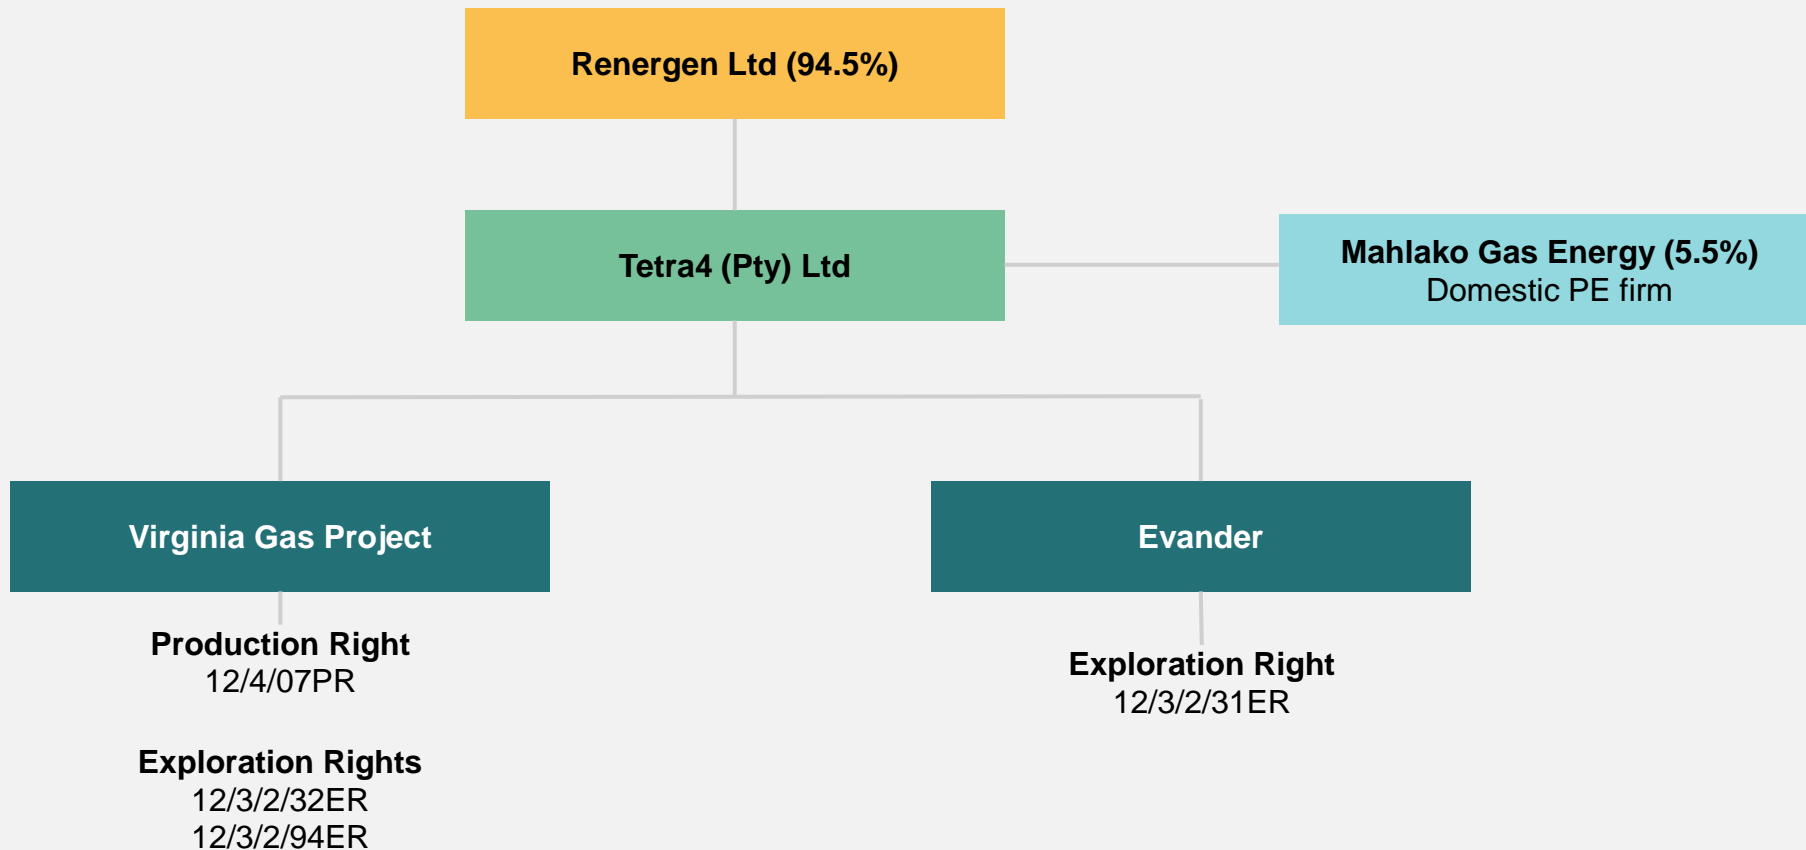 Renergen Ltd (94.5%)
Tetra4 (Pty) Ltd
Mahlako Gas Energy (5.5%)
Domestic PE firm
Virginia Gas Project
Evander
Production Right
12/4/07PR
Exploration Rights
12/3/2/32ER
12/3/2/94ER
Exploration Right
12/3/2/31ER